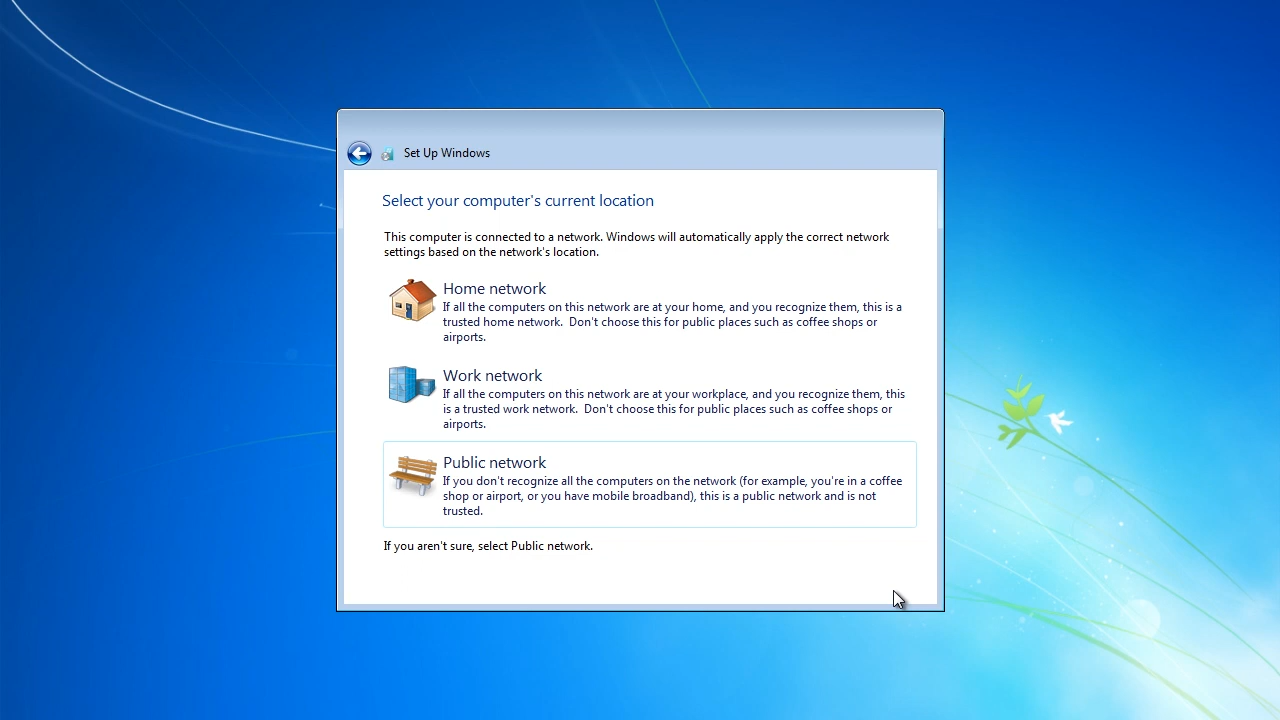 Set Up Windows
Select your computer's current location
This computer is connected to a network. Windows will automatically apply the correct network
settings based on the network's location.
Home network
If all the computers on this network are at your home, and you recognize them, this is a
trusted home network.  Don't choose this for public places such as coffee shops or
airports.
Work network
If all the computers on this network are at your workplace, and you recognize them, this
is a trusted work network.  Don't choose this for public places such as coffee shops or
airports.
Public network
If you don't recognize all the computers on the network (for example, you're in a coffee
shop or airport, or you have mobile broadband), this is a public network and is not
trusted.
If you aren't sure, select Public network.